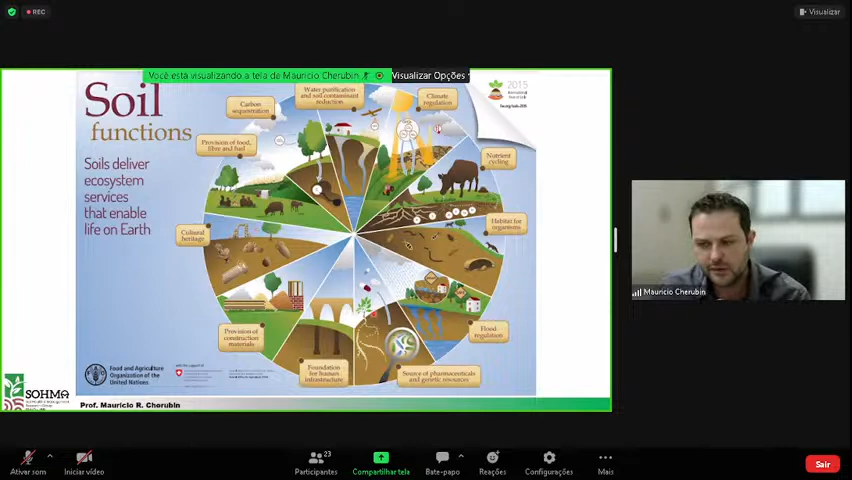 REC
Visualizar
Você está visualizando a tela de Mauricio Cherubin
Visualizar Opções
Soil
functions
Soils deliver
ecosystem
services
that enable
life on Earth
Water purification
and soil contaminant
reduction
Climate
regulation
2015
Carbon
sequestration
Provision of food,
fibre and fuel
Nutrient
cycling
Habitat for
organisms
Cultural
heritage
Flood
regulation
Provision of
construction
materials
Foundation
for human
infrastructure
Source of pharmaceuticals
and genetic resources
Food and Agriculture
Organization of the
United Nations
SOHMA
Prof. Mauricio R. Cherubin
Mauricio Cherubin
Ativar som
Iniciar vídeo
23
Participantes
Compartilhar tela
Bate-papo
Reações
Configurações
Mais
Sair